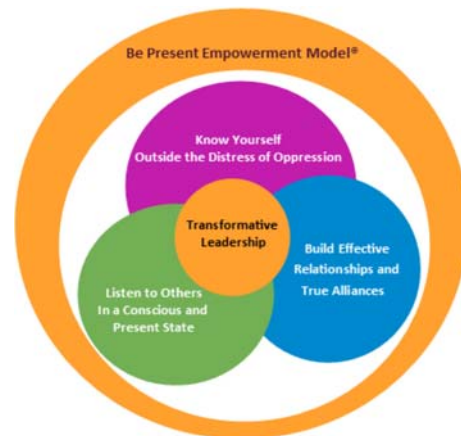 Be Present Empowerment Model®
Know Yourself
Outside the Distress of Oppression
Transformative
Leadership
Build Effective
Relationships and
True Alliances
Listen to Others
In a Conscious and
Present State